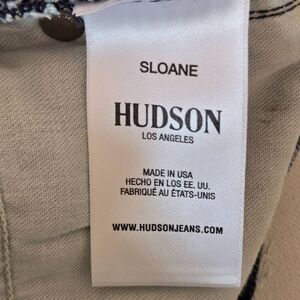 SLOANE
HUDSON
LOS ANGELES
MADE IN USA
HECHO EN LOS EE. UU.
FABRIQUÉ AU ÉTATS-UNIS
WWW.HUDSONJEANS.COM